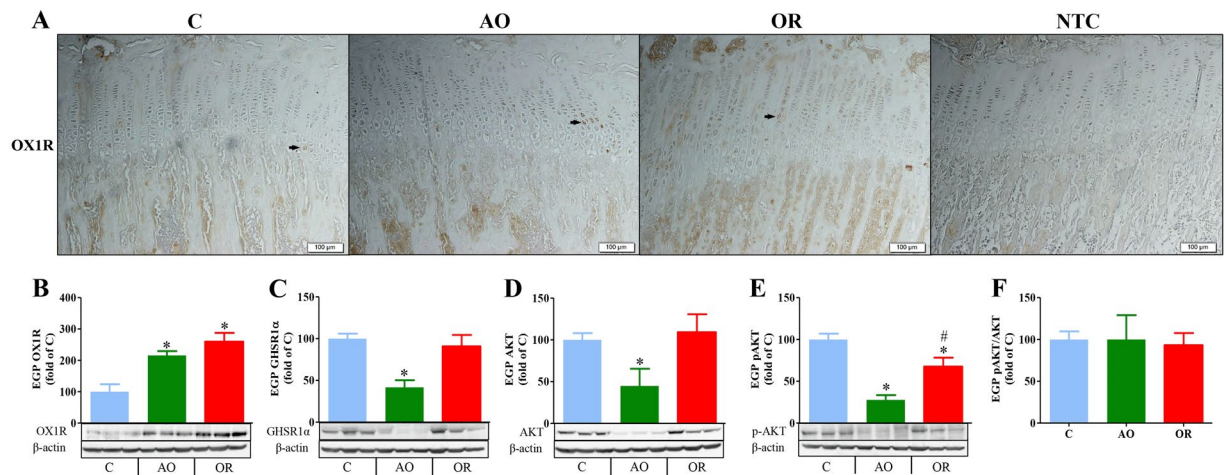 A
C
AO
OR
NTC
OX1R
100 µm
100 µm
100 µm
100 µm
B
EGP OX1R
(fold of C)
400
300
200
100
0
*
*
OX1R
β-actin
C
AO
OR
C
EGP GHSR1α
(fold of C)
150
100
50
0
*
GHSR1α
β-actin
C
AO
OR
D
EGP AKT
(fold of C)
150
100
50
0
*
AKT
β-actin
C
AO
OR
E
EGP pAKT
(fold of C)
150
100
50
0
*
#
*
p-AKT
β-actin
C
AO
OR
F
EGP pAKT/AKT
(fold of C)
150
100
50
0
C
AO
OR